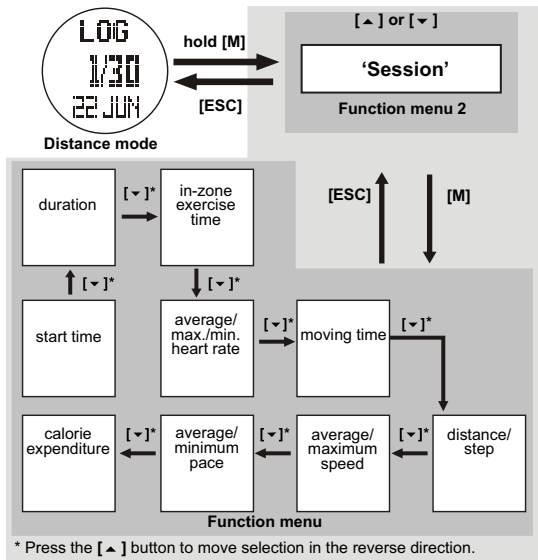 LOG
1/30
22 JUN
Distance mode
hold [M]
[ESC]
[ ▲ ] or [ ▼ ]
'Session'
Function menu 2
[ESC]
[M]
duration
[ ▼ ]*
in-zone
exercise
time
[ ▼ ]*
[ ▼ ]*
start time
average/
max./min.
heart rate
[ ▼ ]*
moving time
[ ▼ ]*
calorie
expenditure
[ ▼ ]*
average/
minimum
pace
[ ▼ ]*
average/
maximum
speed
[ ▼ ]*
distance/
step
Function menu
* Press the [ ▲ ] button to move selection in the reverse direction.